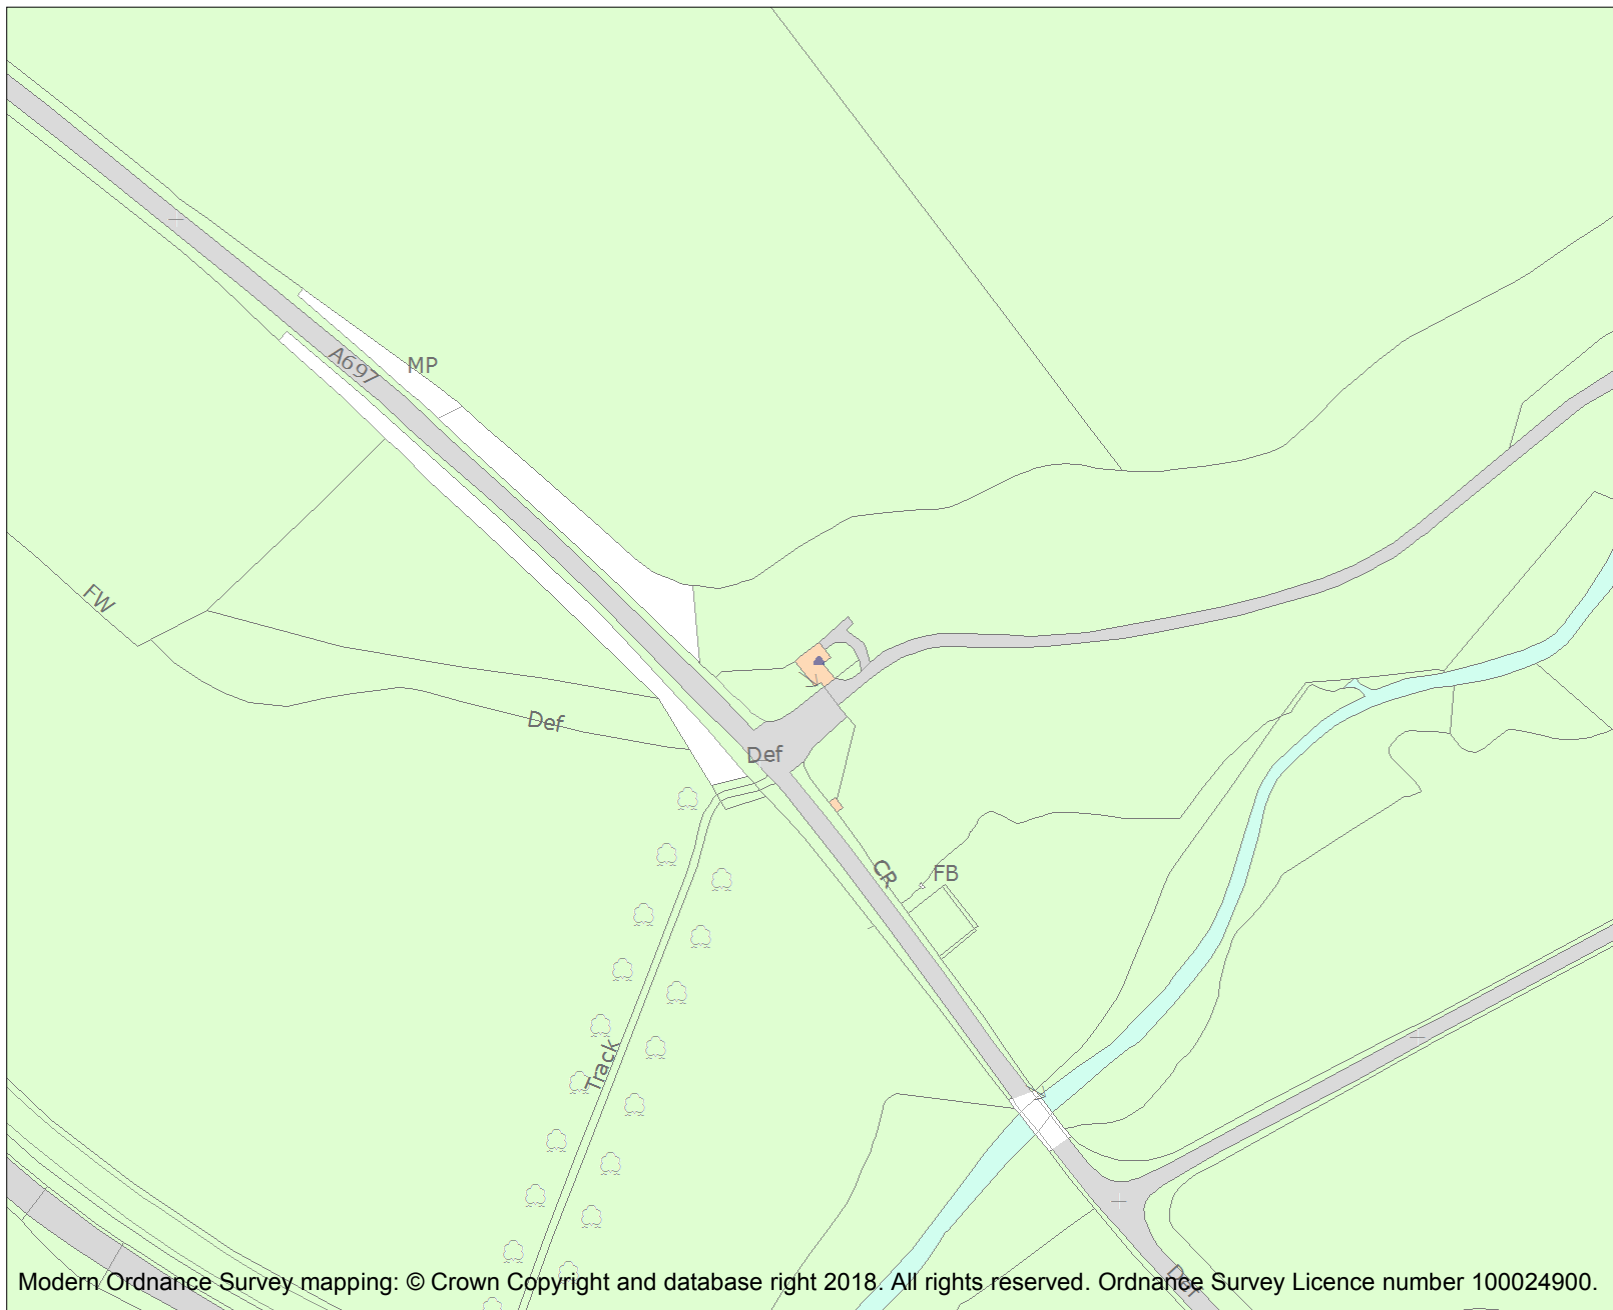 A697
MP
FW
Def
Def
CR
FB
Track
Def
Modern Ordnance Survey mapping: © Crown Copyright and database right 2018. All rights reserved. Ordnance Survey Licence number 100024900.